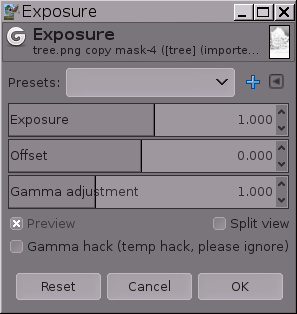 Exposure
Exposure
tree.png copy mask-4 ([tree] (importe...
Presets:
Exposure 1.000
Offset 0.000
Gamma adjustment 1.000
Preview Split view
Gamma hack (temp hack, please ignore)
Reset Cancel OK